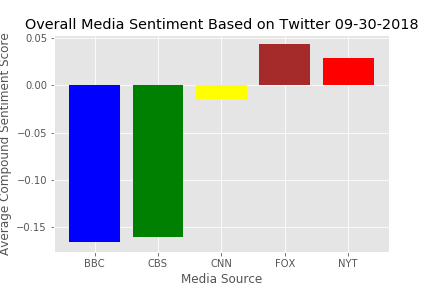 Overall Media Sentiment Based on Twitter 09-30-2018
Average Compound Sentiment Score
0.05
0.00
−0.05
−0.10
−0.15
BBC
CBS
CNN
FOX
NYT
Media Source